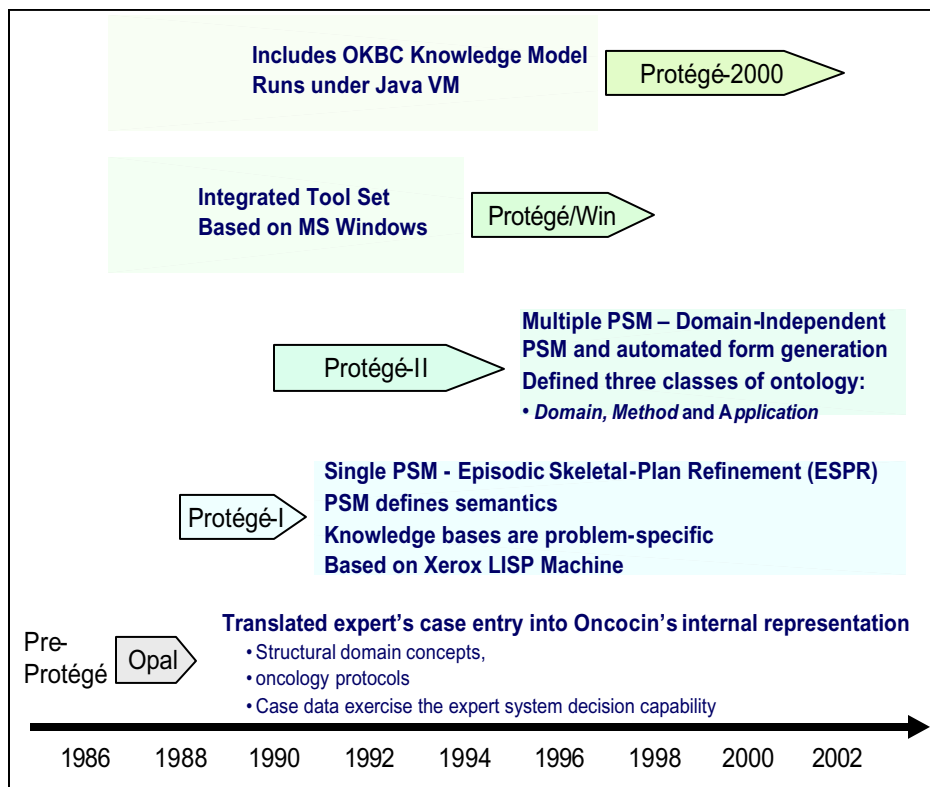 Includes OKBC Knowledge Model
Runs under Java VM
Protégé-2000
Integrated Tool Set
Based on MS Windows
Protégé/Win
Multiple PSM – Domain-Independent
PSM and automated form generation
Defined three classes of ontology:
• Domain, Method and Application
Protégé-II
Single PSM - Episodic Skeletal-Plan Refinement (ESPR)
PSM defines semantics
Knowledge bases are problem-specific
Based on Xerox LISP Machine
Protégé-I
Pre-
Protégé
Opal
Translated expert's case entry into Oncocin's internal representation
• Structural domain concepts,
• oncology protocols
• Case data exercise the expert system decision capability
1986 1988 1990 1992 1994 1996 1998 2000 2002